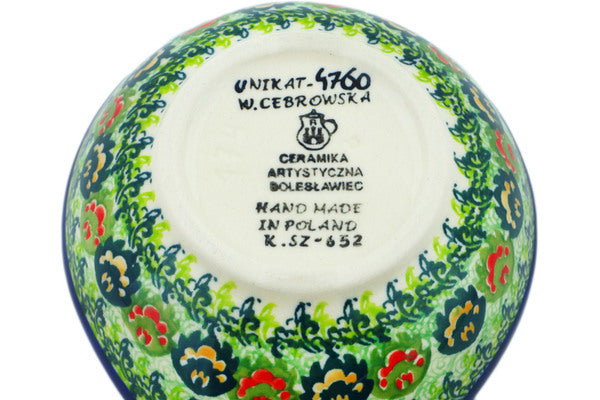 UNIKAT-4760
W.CEBROWSKA
CERAMIKA
ARTYSTYCZNA
BOLESŁAWIEC
HAND MADE
IN POLAND
K.SZ-652